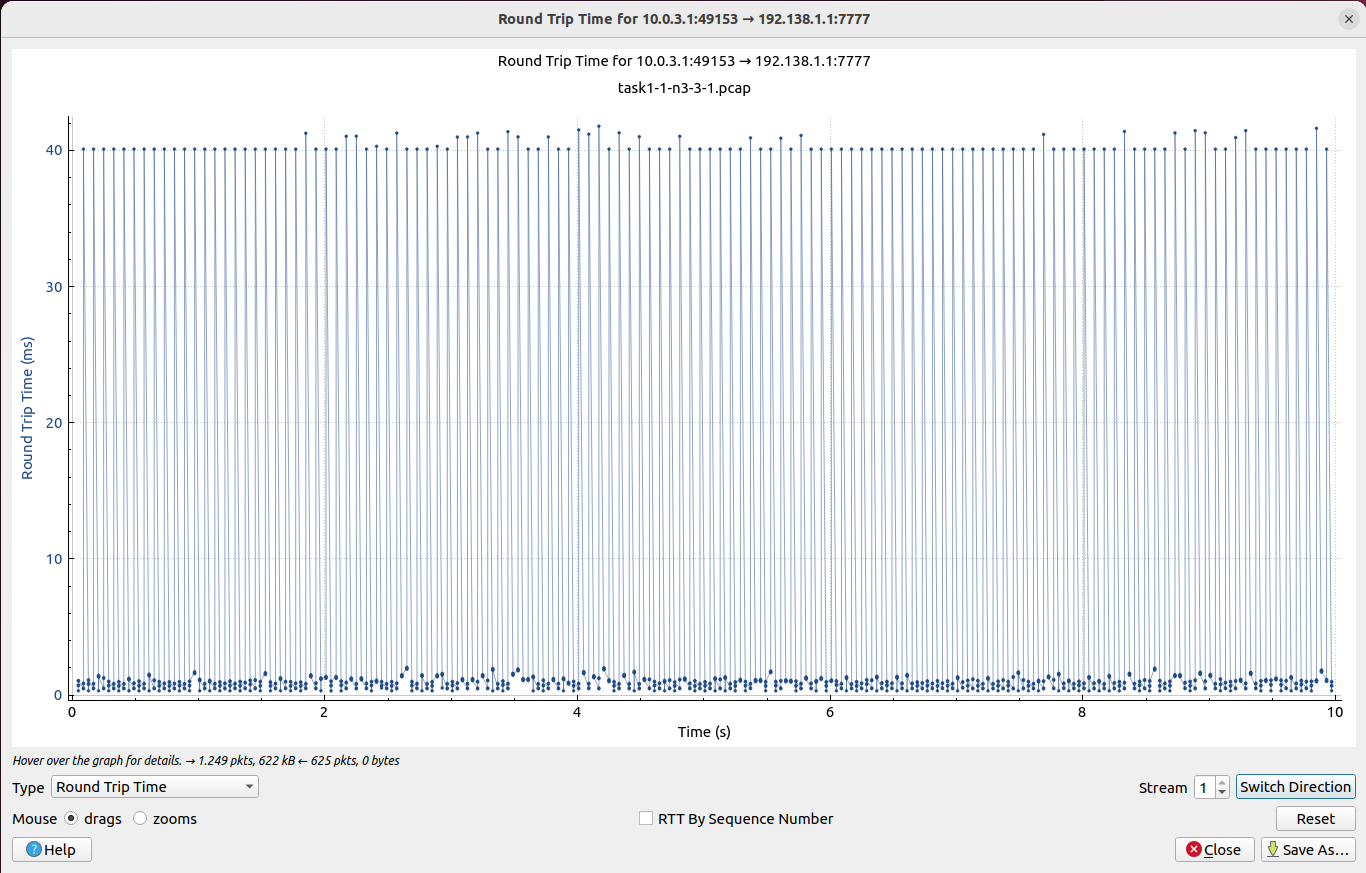 Round Trip Time for 10.0.3.1:49153 → 192.138.1.1:7777
Round Trip Time for 10.0.3.1:49153 → 192.138.1.1:7777
task1-1-n3-3-1.pcap
40
30
20
10
0
Round Trip Time (ms)
0 2 4 6 8 10
Time (s)
Hover over the graph for details. → 1.249 pkts, 622 kB ← 625 pkts, 0 bytes
Type Round Trip Time Stream 1 Switch Direction
Mouse drags zooms RTT By Sequence Number Reset
Help Close Save As…